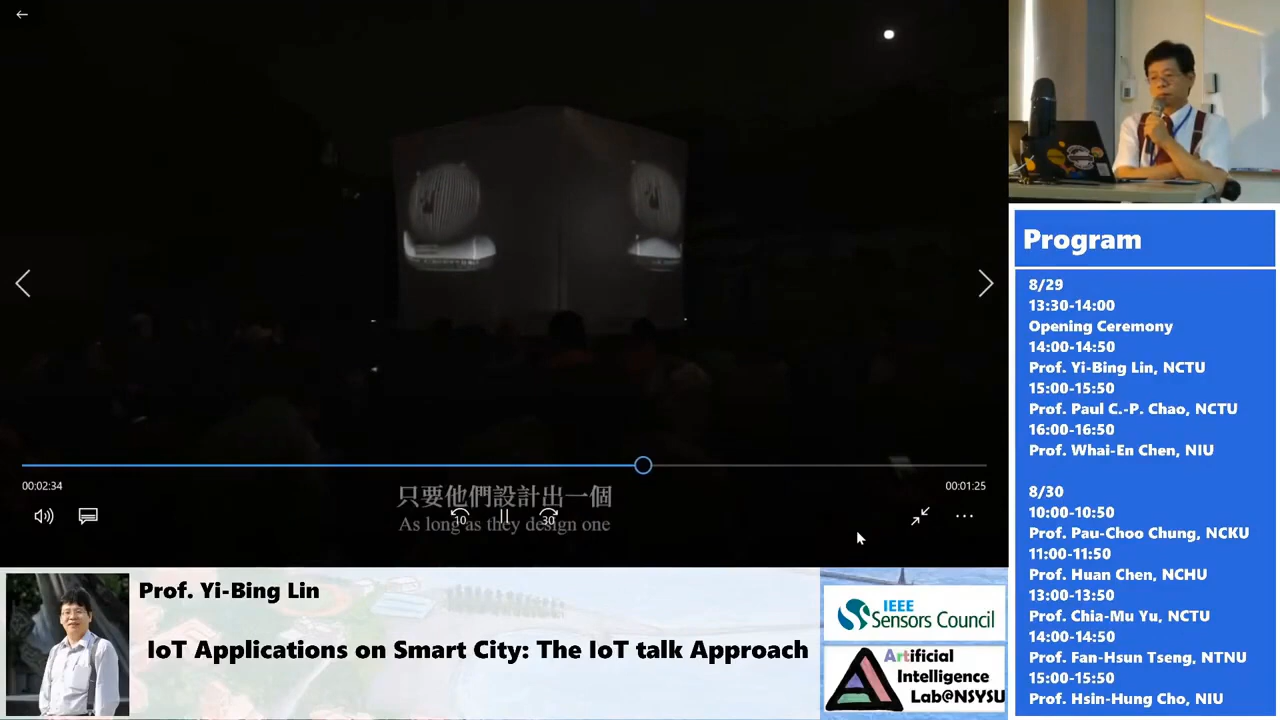 00:02:34
00:01:25
只要他們設計出一個
10
30
As long as they design one
Prof. Yi-Bing Lin
IoT Applications on Smart City: The IoT talk Approach
IEEE
Sensors Council
Artificial
Intelligence
Lab@NSYSU
Program
8/29
13:30-14:00
Opening Ceremony
14:00-14:50
Prof. Yi-Bing Lin, NCTU
15:00-15:50
Prof. Paul C.-P. Chao, NCTU
16:00-16:50
Prof. Whai-En Chen, NIU
8/30
10:00-10:50
Prof. Pau-Choo Chung, NCKU
11:00-11:50
Prof. Huan Chen, NCHU
13:00-13:50
Prof. Chia-Mu Yu, NCTU
14:00-14:50
Prof. Fan-Hsun Tseng, NTNU
15:00-15:50
Prof. Hsin-Hung Cho, NIU